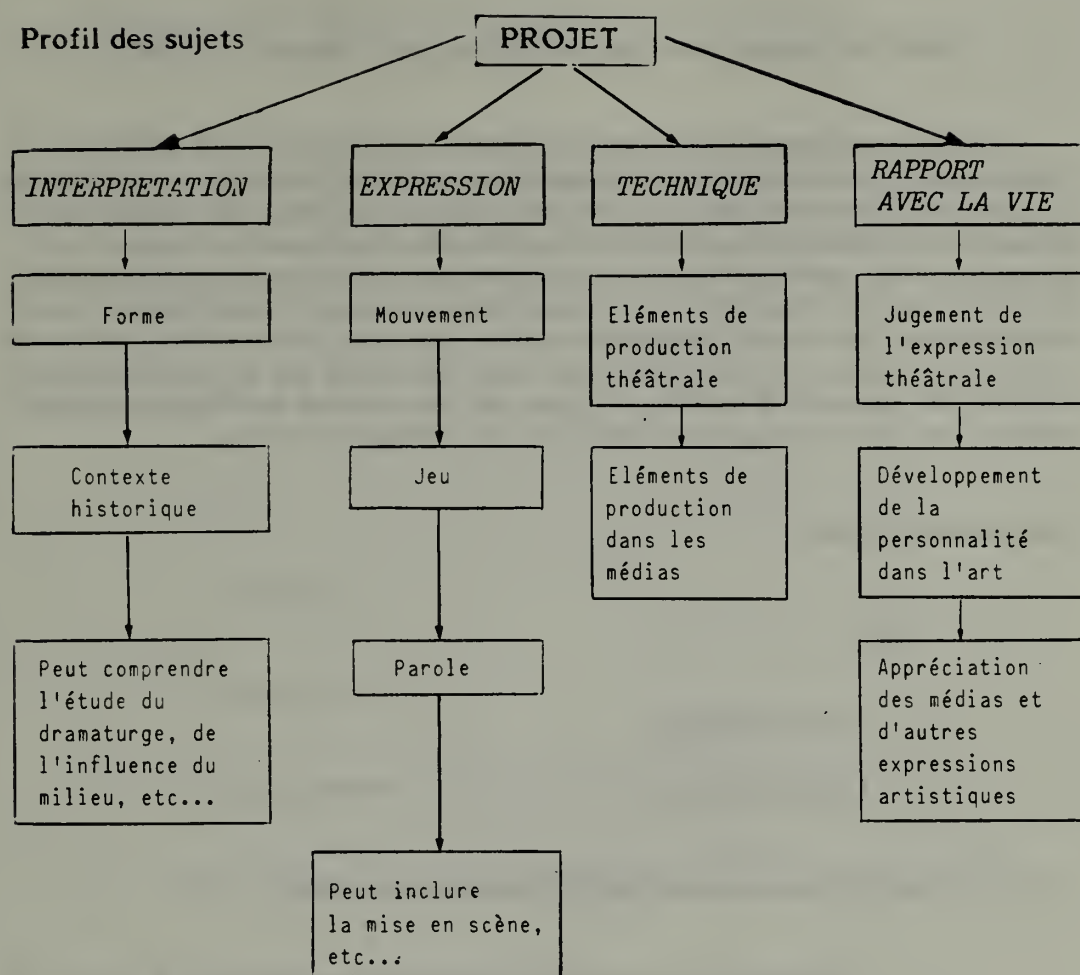 Profil des sujets
PROJET
INTERPRETATION
Forme
Contexte
historique
Peut comprendre
l'étude du
dramaturge, de
l'influence du
milieu, etc...
EXPRESSION
Mouvement
Jeu
Parole
Peut inclure
la mise en scène,
etc...
TECHNIQUE
Eléments de
production
théâtrale
Eléments de
production
dans les
médias
RAPPORT
AVEC LA VIE
Jugement de
l'expression
théâtrale
Développement
de la
personnalité
dans l'art
Appréciation
des médias et
d'autres
expressions
artistiques